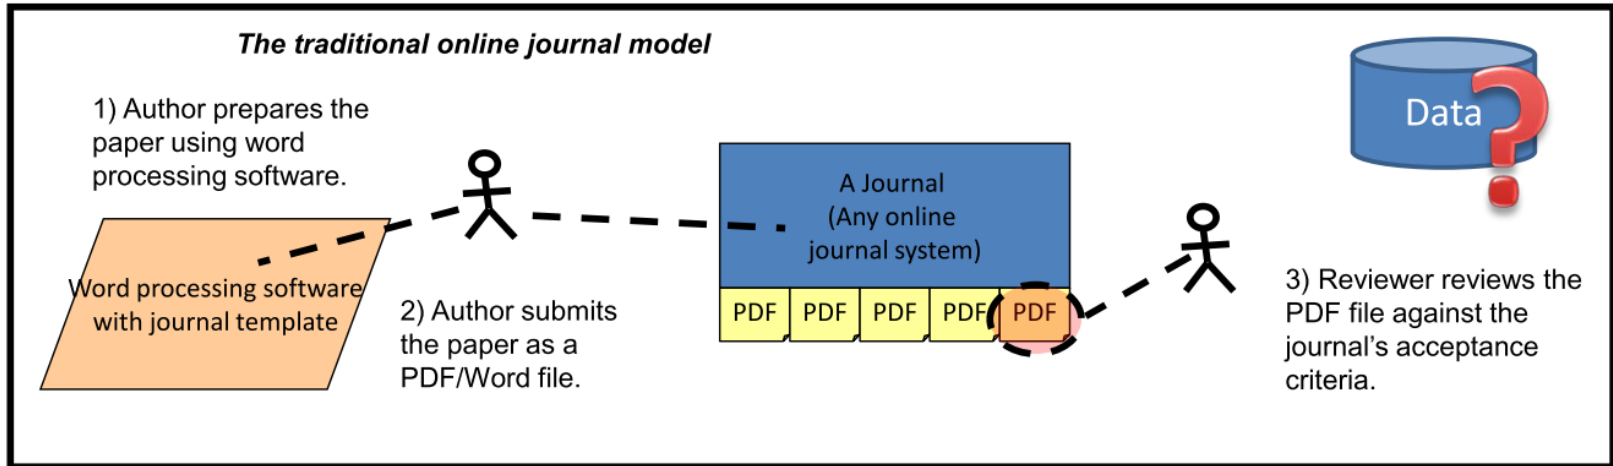 The traditional online journal model
1) Author prepares the
paper using word
processing software.
Word processing software
with journal template
2) Author submits
the paper as a
PDF/Word file.
A Journal
(Any online
journal system)
PDF
PDF
PDF
PDF
PDF
Data
?
3) Reviewer reviews the
PDF file against the
journal’s acceptance
criteria.